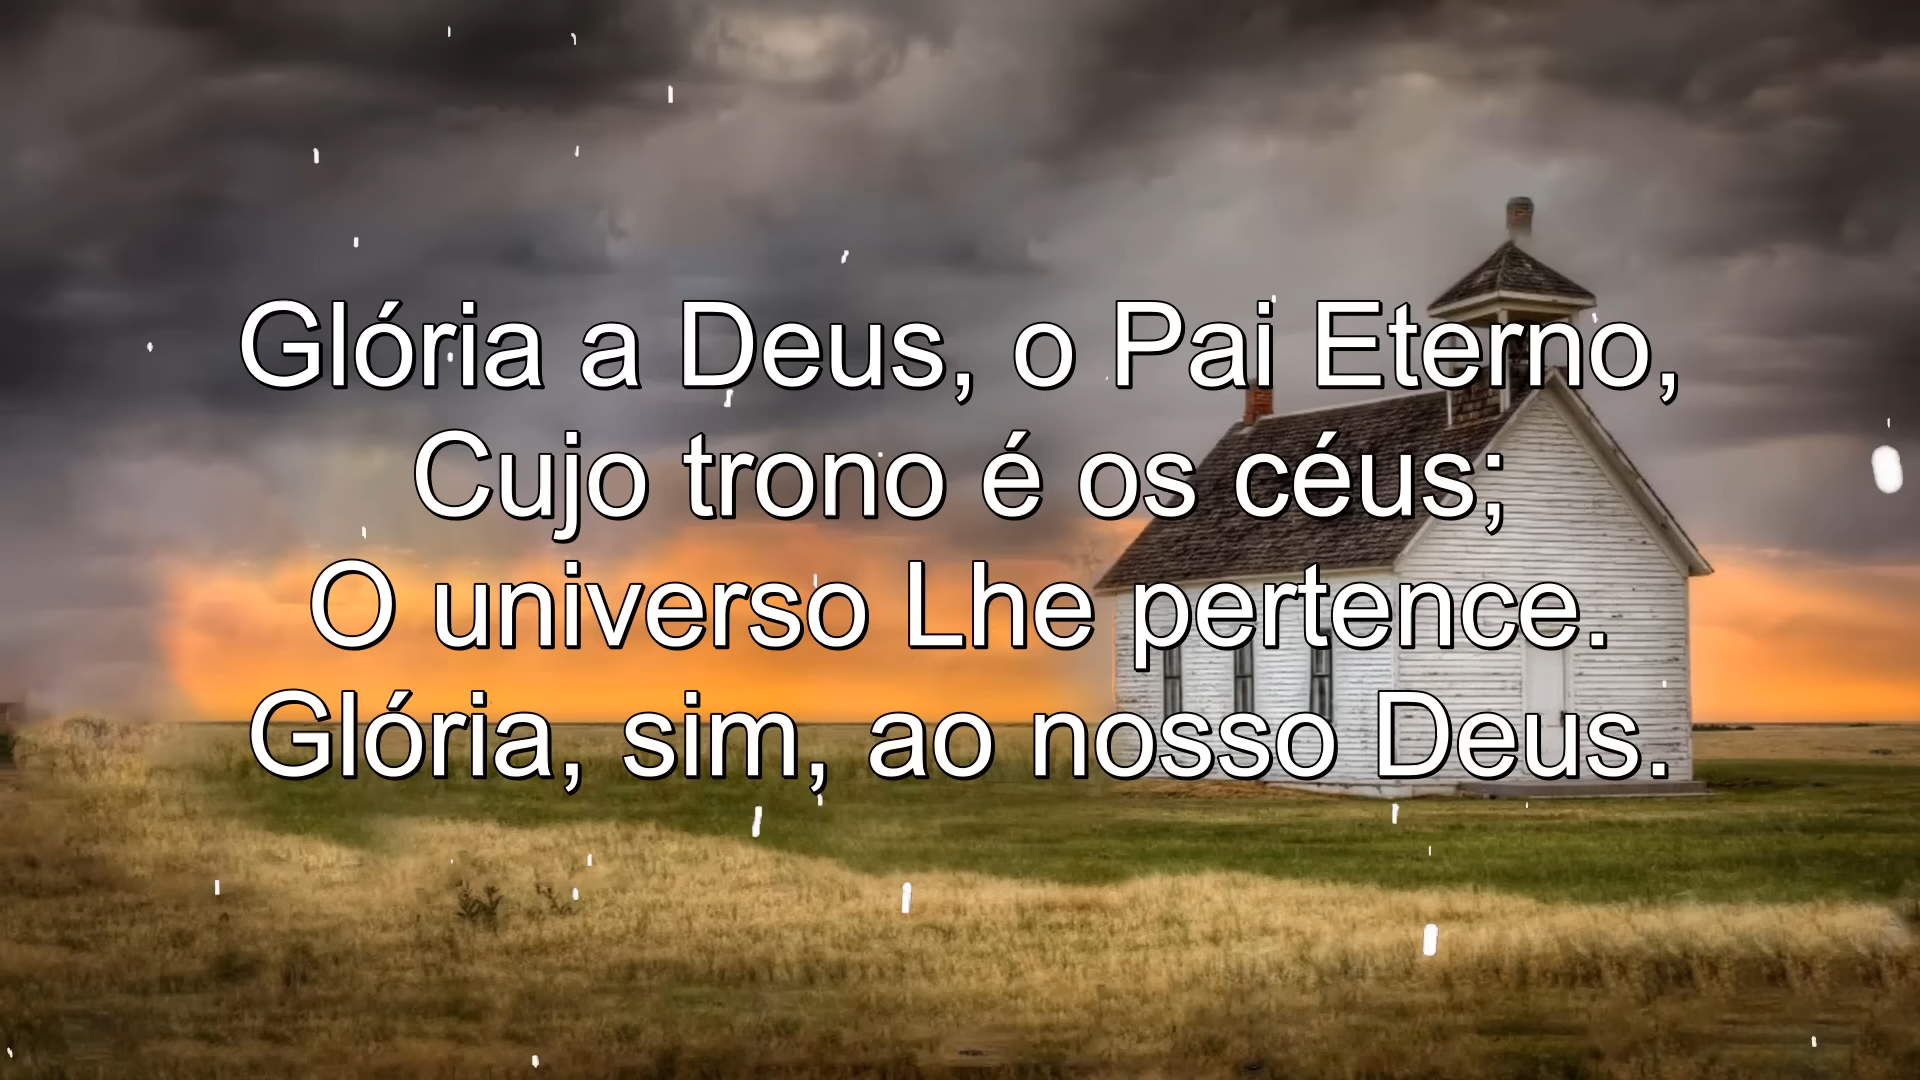 Glória a Deus, o Pai Eterno,
Cujo trono é os céus;
O universo Lhe pertence.
Glória, sim, ao nosso Deus.